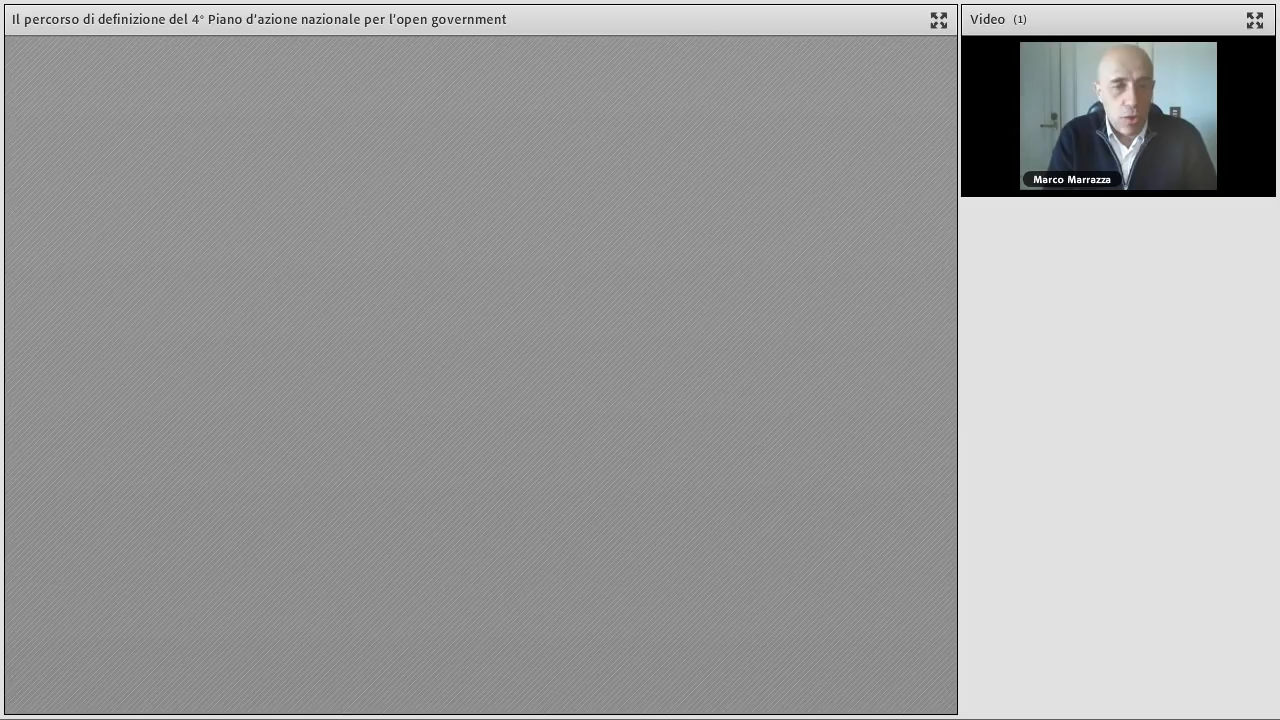 Il percorso di definizione del 4° Piano d'azione nazionale per l'open government
Video (1)
Marco Marrazza